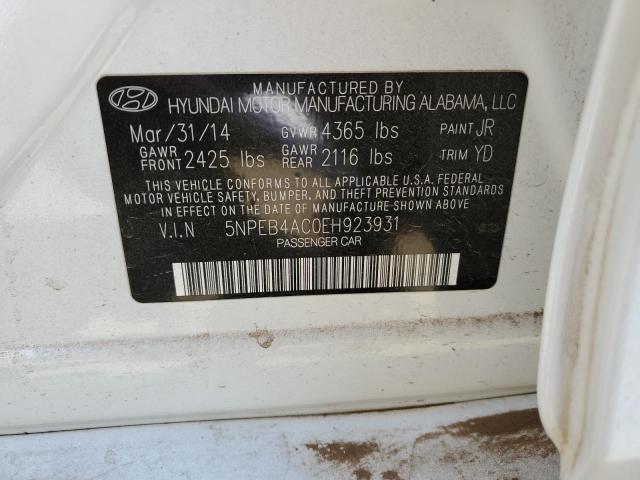 MANUFACTURED BY
HYUNDAI MOTOR MANUFACTURING ALABAMA, LLC
Mar/31/14 GVWR 4365 lbs PAINT JR
GAWR FRONT 2425 lbs GAWR REAR 2116 lbs TRIM YD
THIS VEHICLE CONFORMS TO ALL APPLICABLE U.S.A. FEDERAL
MOTOR VEHICLE SAFETY, BUMPER, AND THEFT PREVENTION STANDARDS
IN EFFECT ON THE DATE OF MANUFACTURE SHOWN ABOVE
V.I.N 5NPEB4AC0EH923931
PASSENGER CAR